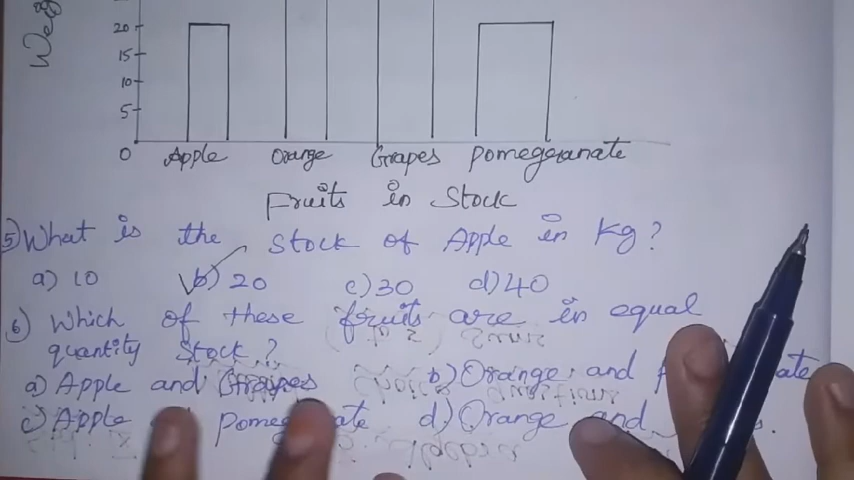 20
15
10
5
0
Apple Orange Grapes Pomegranate
Fruits in Stock
5) What is the stock of Apple in Kg?
a) 10 b) 20 c) 30 d) 40
6) Which of these fruits are in equal
quantity stock?
a) Apple and Grapes b) Orange and
c) Apple d) Orange and